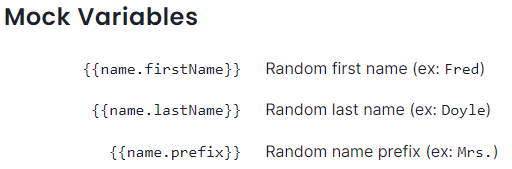 Mock Variables
{{name.firstName}} Random first name (ex: Fred)
{{name.lastName}} Random last name (ex: Doyle)
{{name.prefix}} Random name prefix (ex: Mrs.)